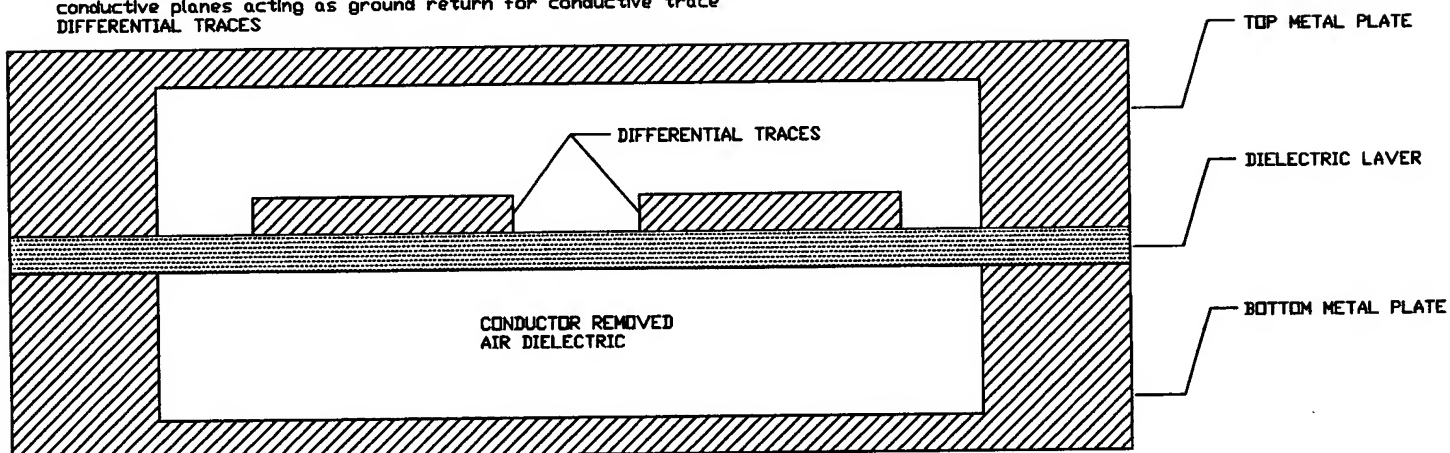 conductive planes acting as ground return for conductive trace
DIFFERENTIAL TRACES
TOP METAL PLATE
DIFFERENTIAL TRACES
DIELECTRIC LAVER
CONDUCTOR REMOVED
AIR DIELECTRIC
BOTTOM METAL PLATE